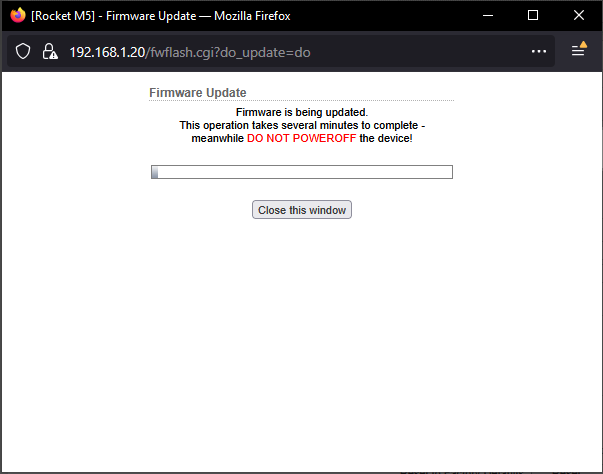 [Rocket M5] - Firmware Update — Mozilla Firefox
192.168.1.20/fwflash.cgi?do_update=do
Firmware Update
Firmware is being updated.
This operation takes several minutes to complete -
meanwhile DO NOT POWEROFF the device!
Close this window